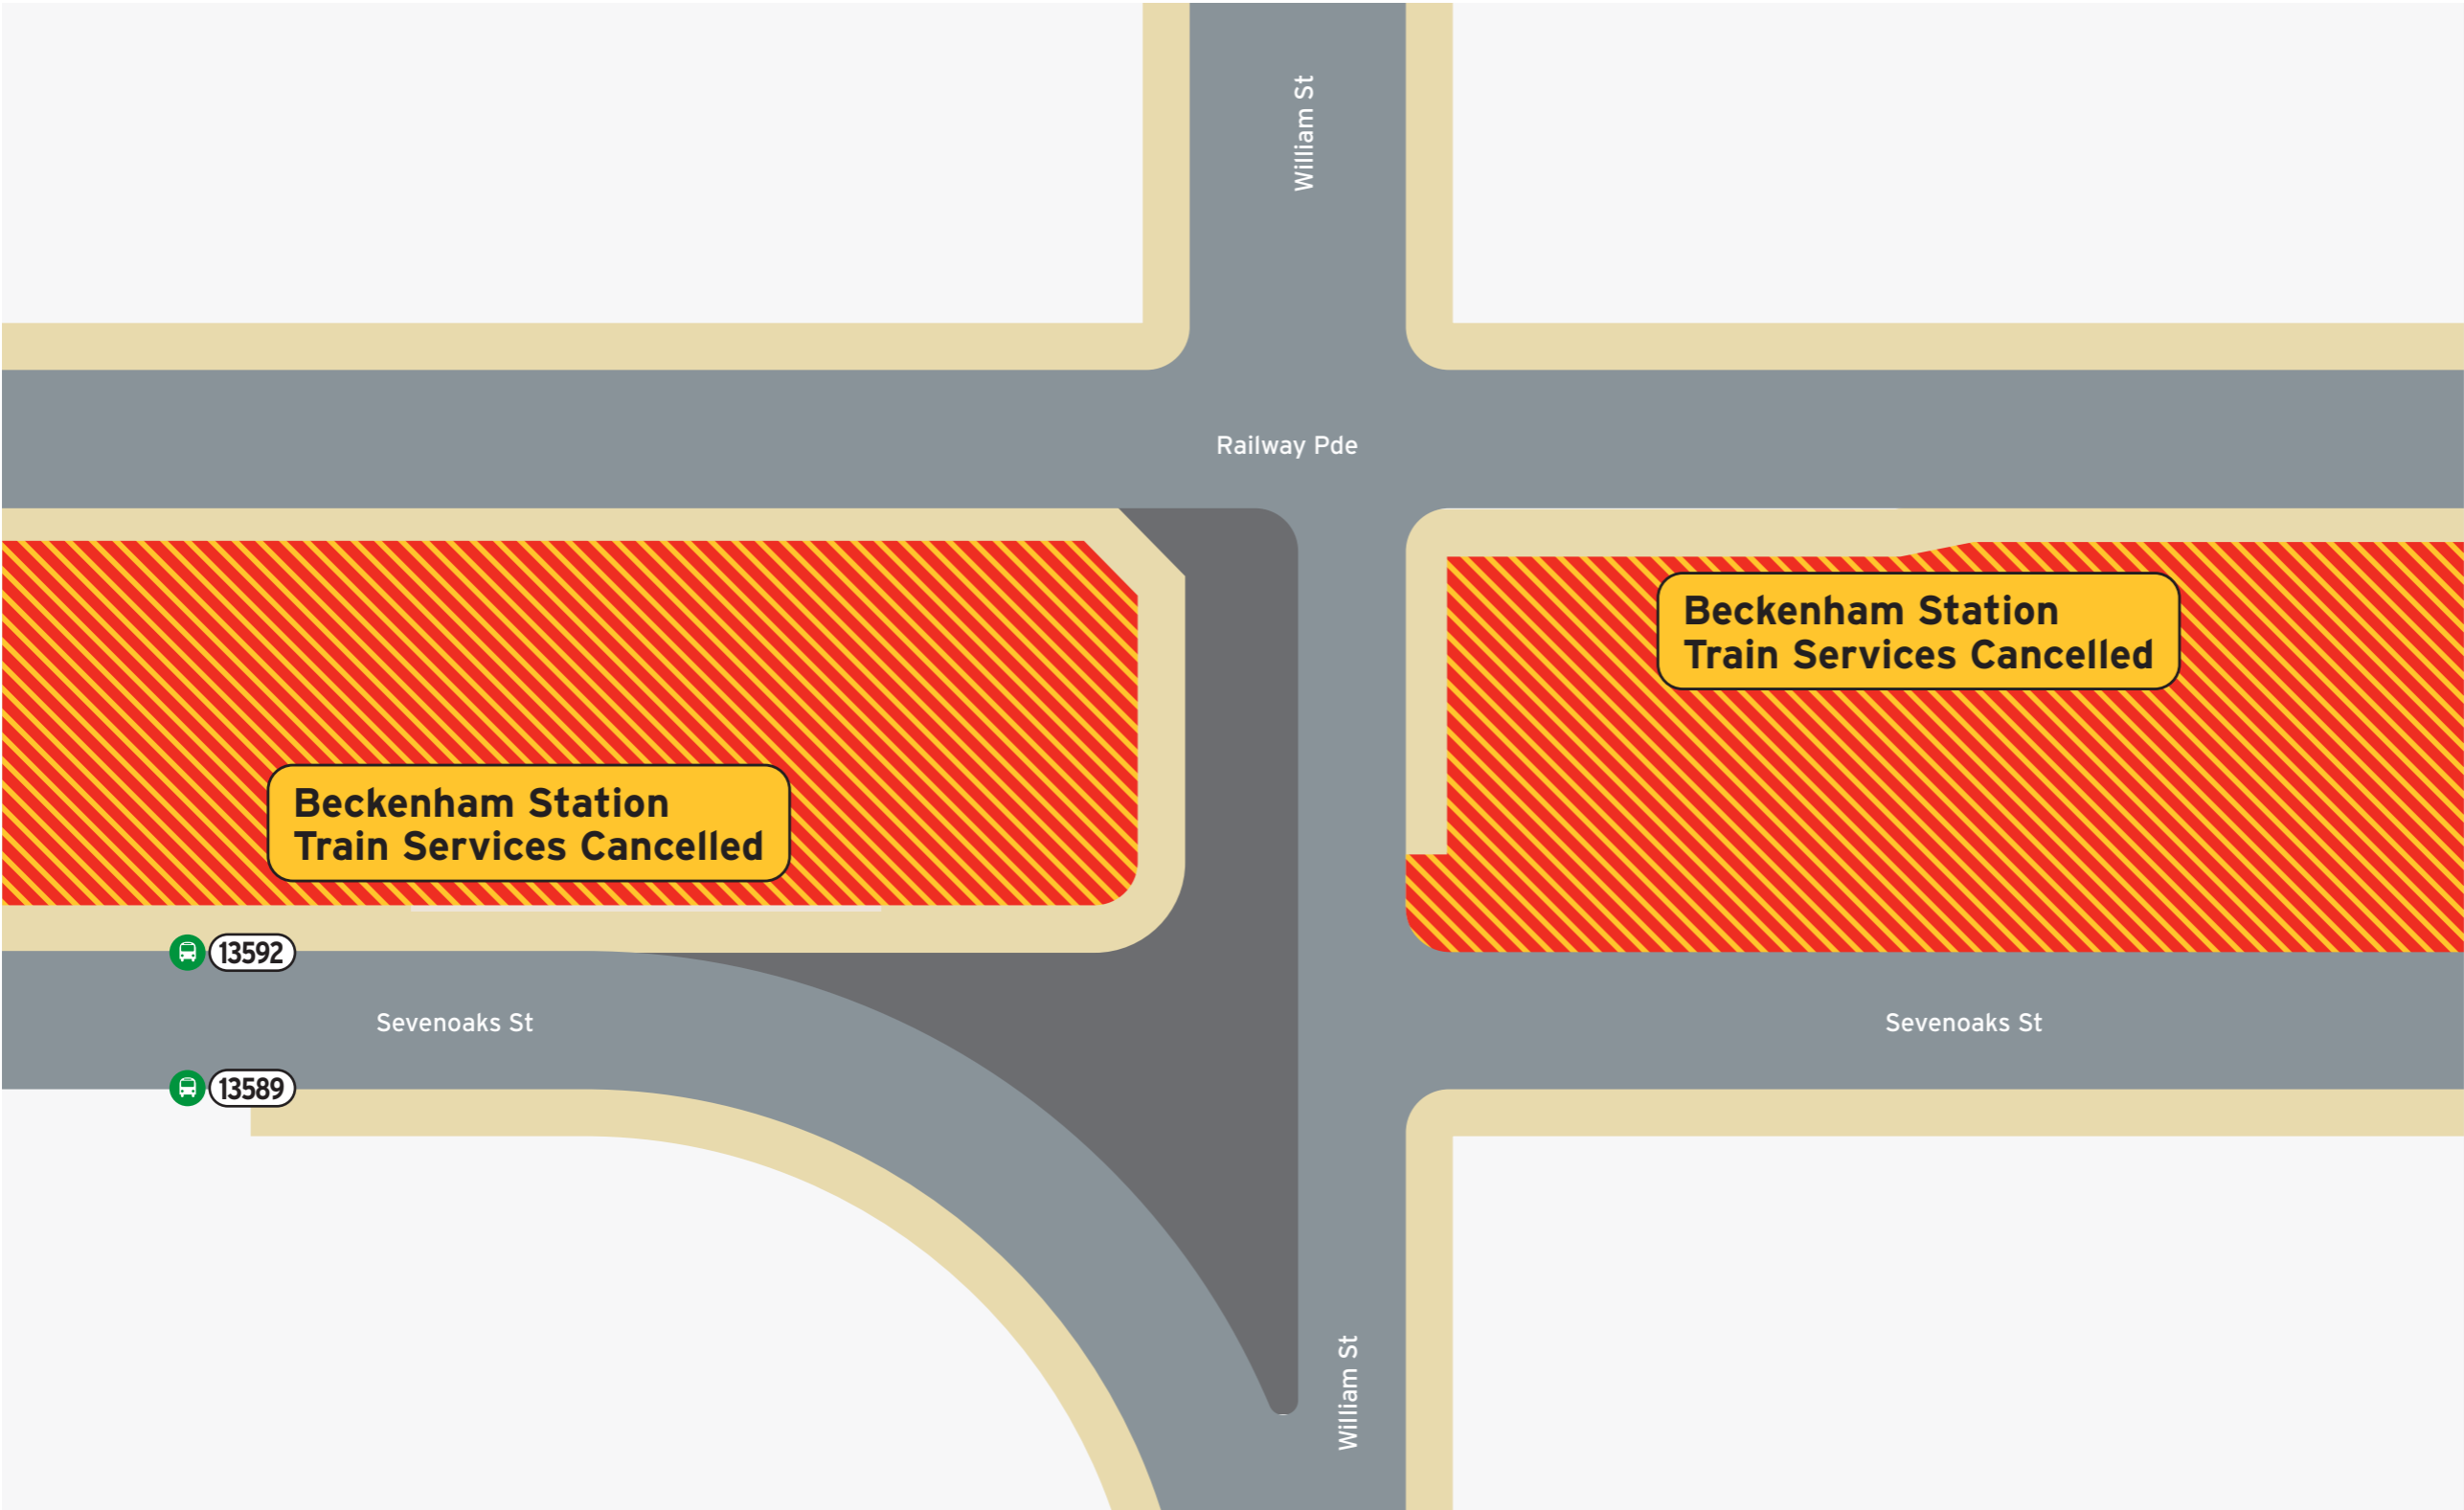 William St
Railway Pde
Beckenham Station
Train Services Cancelled
Beckenham Station
Train Services Cancelled
13592
Sevenoaks St
Sevenoaks St
13589
William St